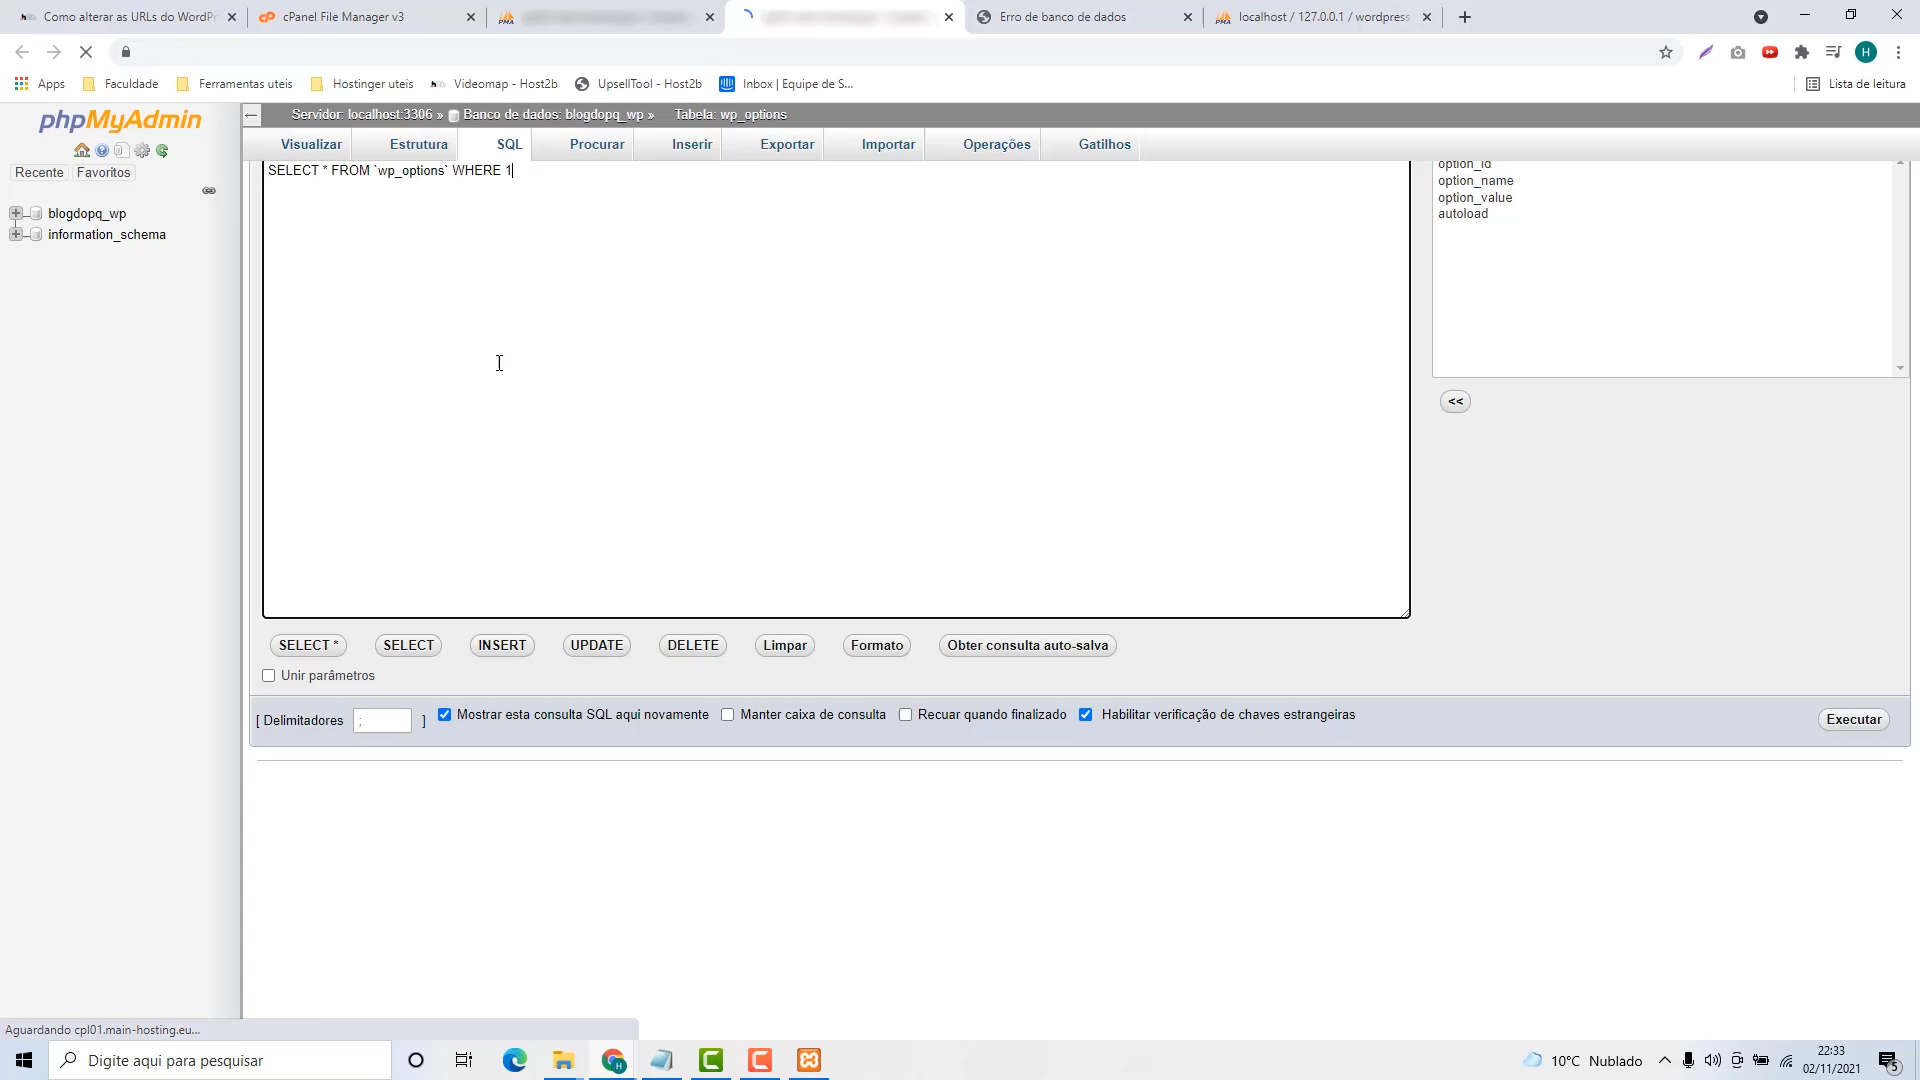 Como alterar as URLs do WordPr
cPanel File Manager v3
Erro de banco de dados
localhost / 127.0.0.1 / wordpress
Apps
Faculdade
Ferramentas uteis
Hostinger uteis
Videomap - Host2b
UpsellTool - Host2b
Inbox | Equipe de S...
Lista de leitura
phpMyAdmin
Servidor: localhost:3306 » Banco de dados: blogdopq_wp » Tabela: wp_options
Visualizar
Estrutura
SQL
Procurar
Inserir
Exportar
Importar
Operações
Gatilhos
Recente
Favoritos
blogdopq_wp
information_schema
SELECT * FROM `wp_options` WHERE 1
option_id
option_name
option_value
autoload
<<
SELECT *
SELECT
INSERT
UPDATE
DELETE
Limpar
Formato
Obter consulta auto-salva
Unir parâmetros
[ Delimitadores ; ]
Mostrar esta consulta SQL aqui novamente
Manter caixa de consulta
Recuar quando finalizado
Habilitar verificação de chaves estrangeiras
Executar
Aguardando cpl01.main-hosting.eu...
Digite aqui para pesquisar
10°C Nublado
22:33
02/11/2021
5
H